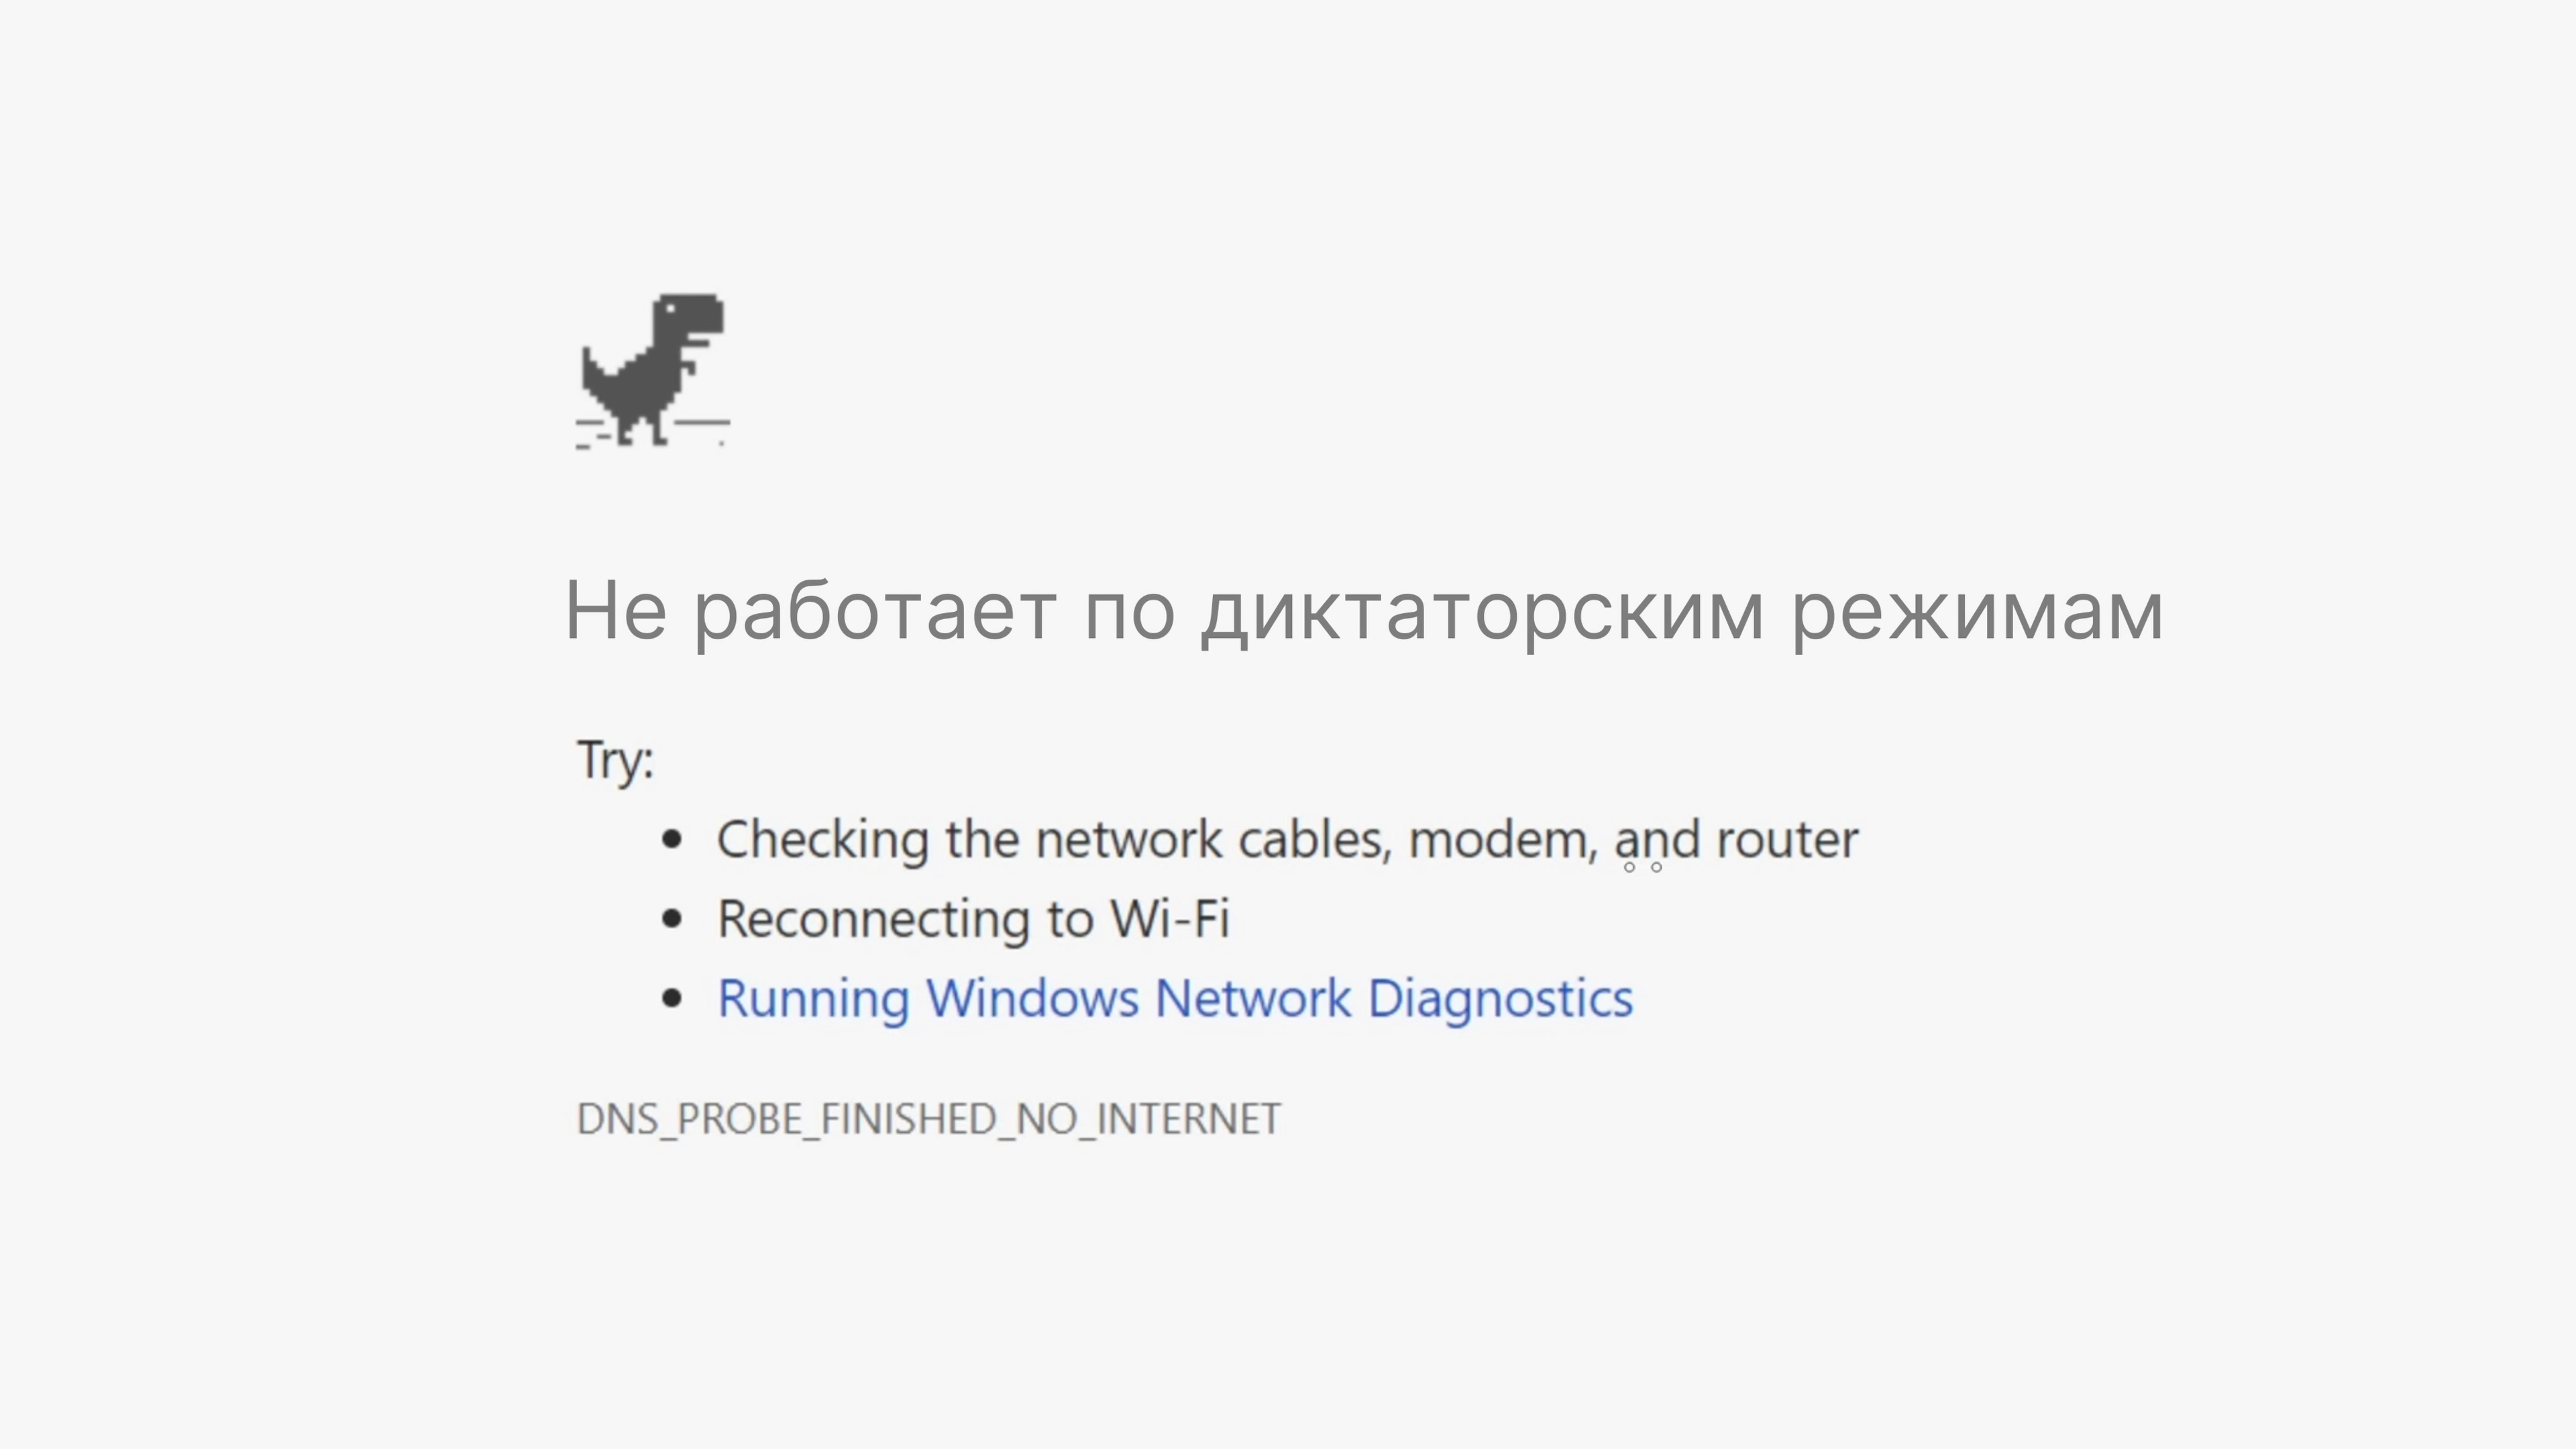 Не работает по диктаторским режимам
Try:
Checking the network cables, modem, and router
Reconnecting to Wi-Fi
Running Windows Network Diagnostics
DNS_PROBE_FINISHED_NO_INTERNET